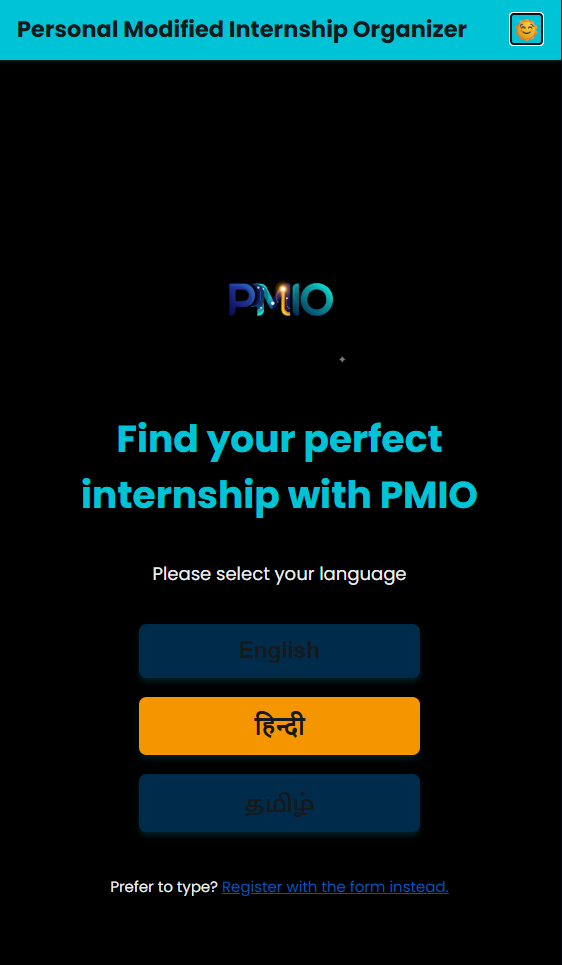 Personal Modified Internship Organizer
PMIO
Find your perfect
internship with PMIO
Please select your language
English
हिन्दी
தமிழ்
Prefer to type? Register with the form instead.